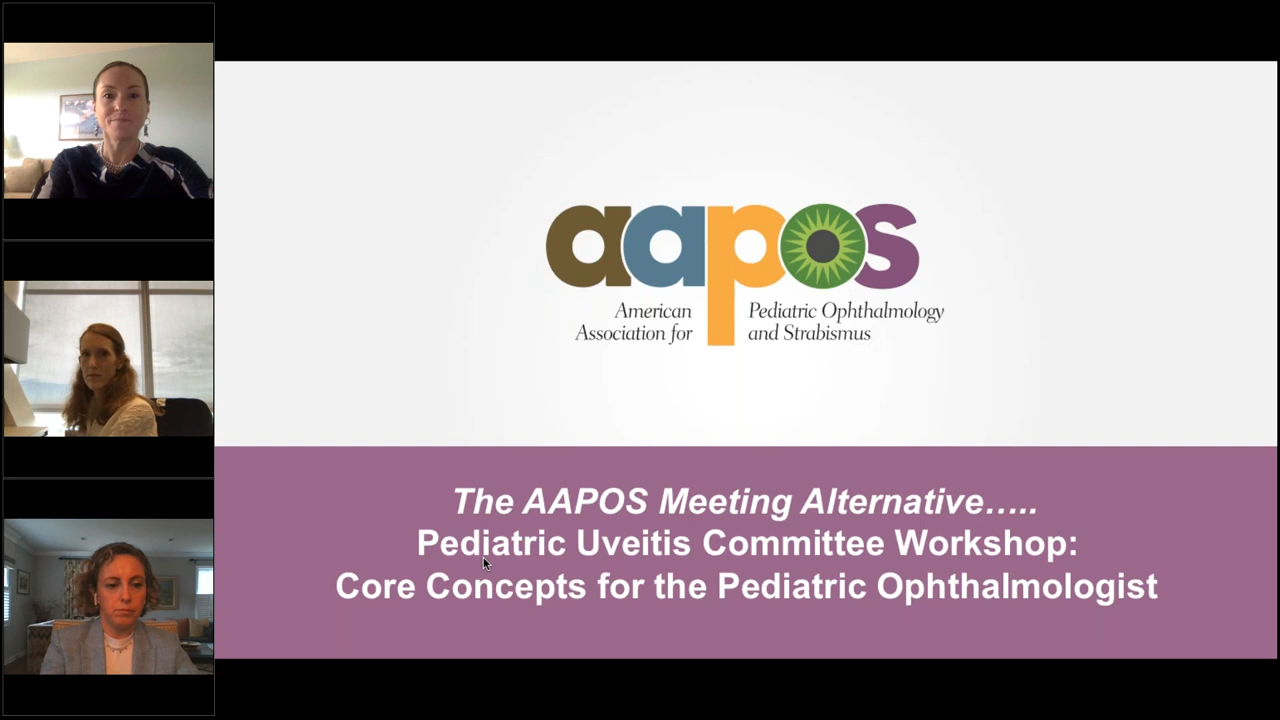 aapos
American
Association for
Pediatric Ophthalmology
and Strabismus
The AAPOS Meeting Alternative…..
Pediatric Uveitis Committee Workshop:
Core Concepts for the Pediatric Ophthalmologist